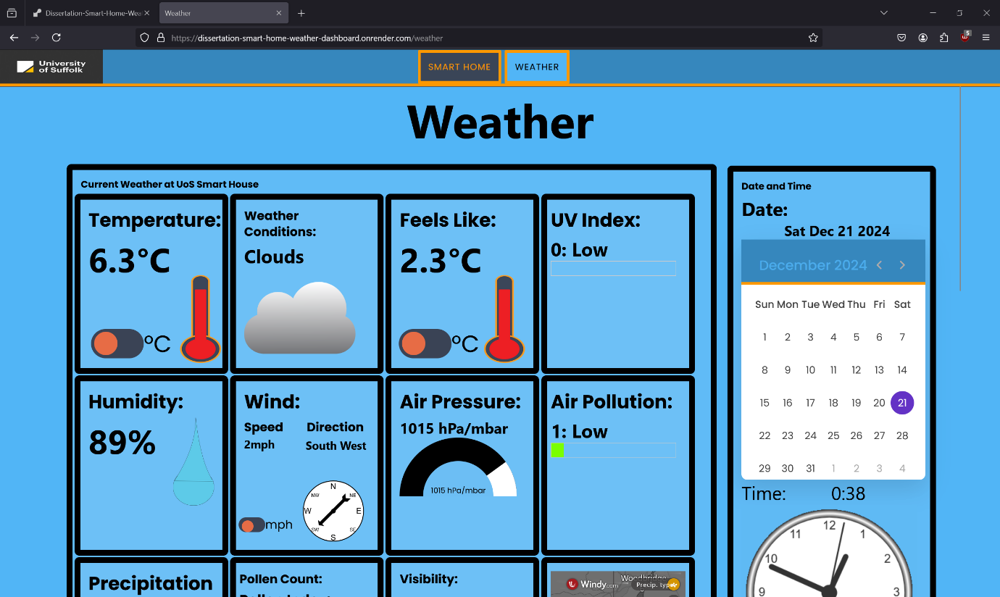 Dissertation-Smart-Home-Wea
Weather
https://dissertation-smart-home-weather-dashboard.onrender.com/weather
5
University
of Suffolk
SMART HOME
WEATHER
Weather
Current Weather at UoS Smart House
Temperature:
6.3°C
°C
Weather
Conditions:
Clouds
Feels Like:
2.3°C
°C
UV Index:
0: Low
Humidity:
89%
Wind:
Speed
Direction
2mph
South West
mph
N
NW
NE
W
E
SW
SE
S
Air Pressure:
1015 hPa/mbar
1015 hPa/mbar
Air Pollution:
1: Low
Precipitation
Pollen Count:
Visibility:
Windy.com
Woodbridge
Precip. type
Date and Time
Date:
Sat Dec 21 2024
December 2024
Sun Mon Tue Wed Thu Fri Sat
1 2 3 4 5 6 7
8 9 10 11 12 13 14
15 16 17 18 19 20 21
22 23 24 25 26 27 28
29 30 31 1 2 3 4
Time: 0:38
12
11
1
10
2
9
3